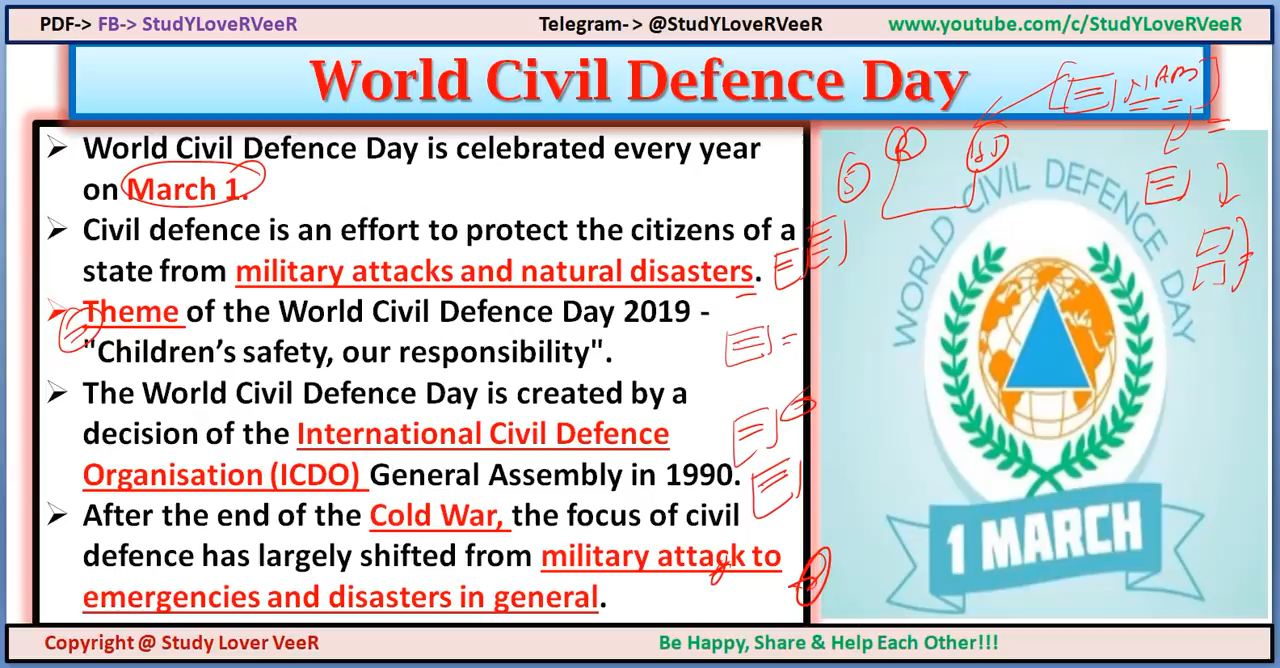 PDF-> FB-> StudYLoveRVeeR
Telegram-> @StudYLoveRVeeR
www.youtube.com/c/StudYLoveRVeeR
World Civil Defence Day
World Civil Defence Day is celebrated every year
on March 1.
Civil defence is an effort to protect the citizens of a
state from military attacks and natural disasters.
Theme of the World Civil Defence Day 2019 -
"Children’s safety, our responsibility".
The World Civil Defence Day is created by a
decision of the International Civil Defence
Organisation (ICDO) General Assembly in 1990.
After the end of the Cold War, the focus of civil
defence has largely shifted from military attack to
emergencies and disasters in general.
WORLD CIVIL DEFENCE DAY
1 MARCH
Copyright @ Study Lover VeeR
Be Happy, Share & Help Each Other!!!